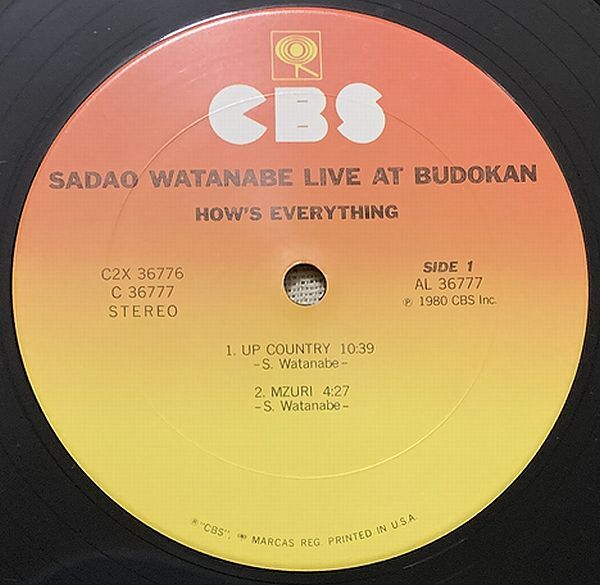 CBS
SADAO WATANABE LIVE AT BUDOKAN
HOW'S EVERYTHING
C2X 36776
C 36777
STEREO
SIDE 1
AL 36777
℗ 1980 CBS Inc.
1. UP COUNTRY 10:39
-S. Watanabe-
2. MZURI 4:27
-S. Watanabe-
® "CBS", MARCAS REG. PRINTED IN U.S.A.